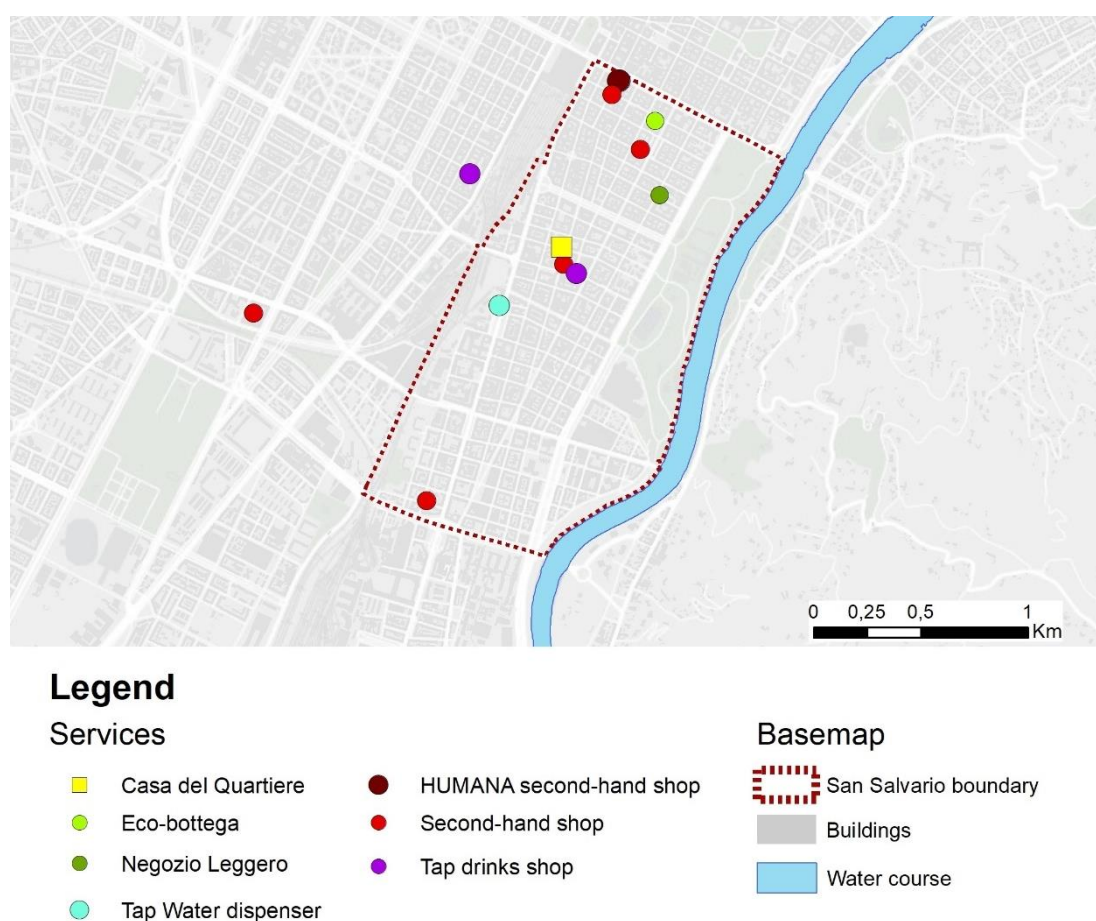 0 0,25 0,5 1
Km
Legend
Services
Casa del Quartiere
Eco-bottega
Negozio Leggero
Tap Water dispenser
HUMANA second-hand shop
Second-hand shop
Tap drinks shop
Basemap
San Salvario boundary
Buildings
Water course